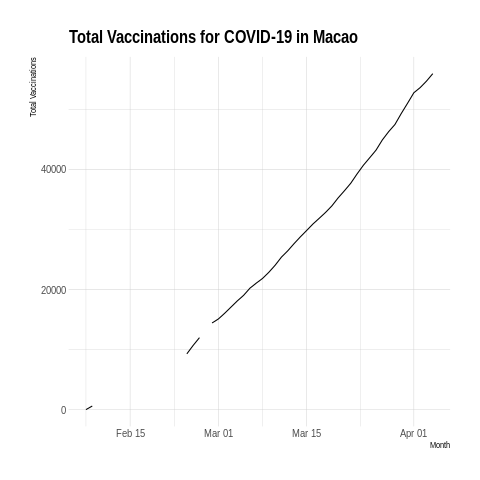 Total Vaccinations for COVID-19 in Macao
Total Vaccinations
40000
20000
0
Feb 15 Mar 01 Mar 15 Apr 01
Month